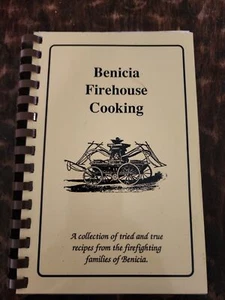 Benicia
Firehouse
Cooking
A collection of tried and true
recipes from the firefighting
families of Benicia.